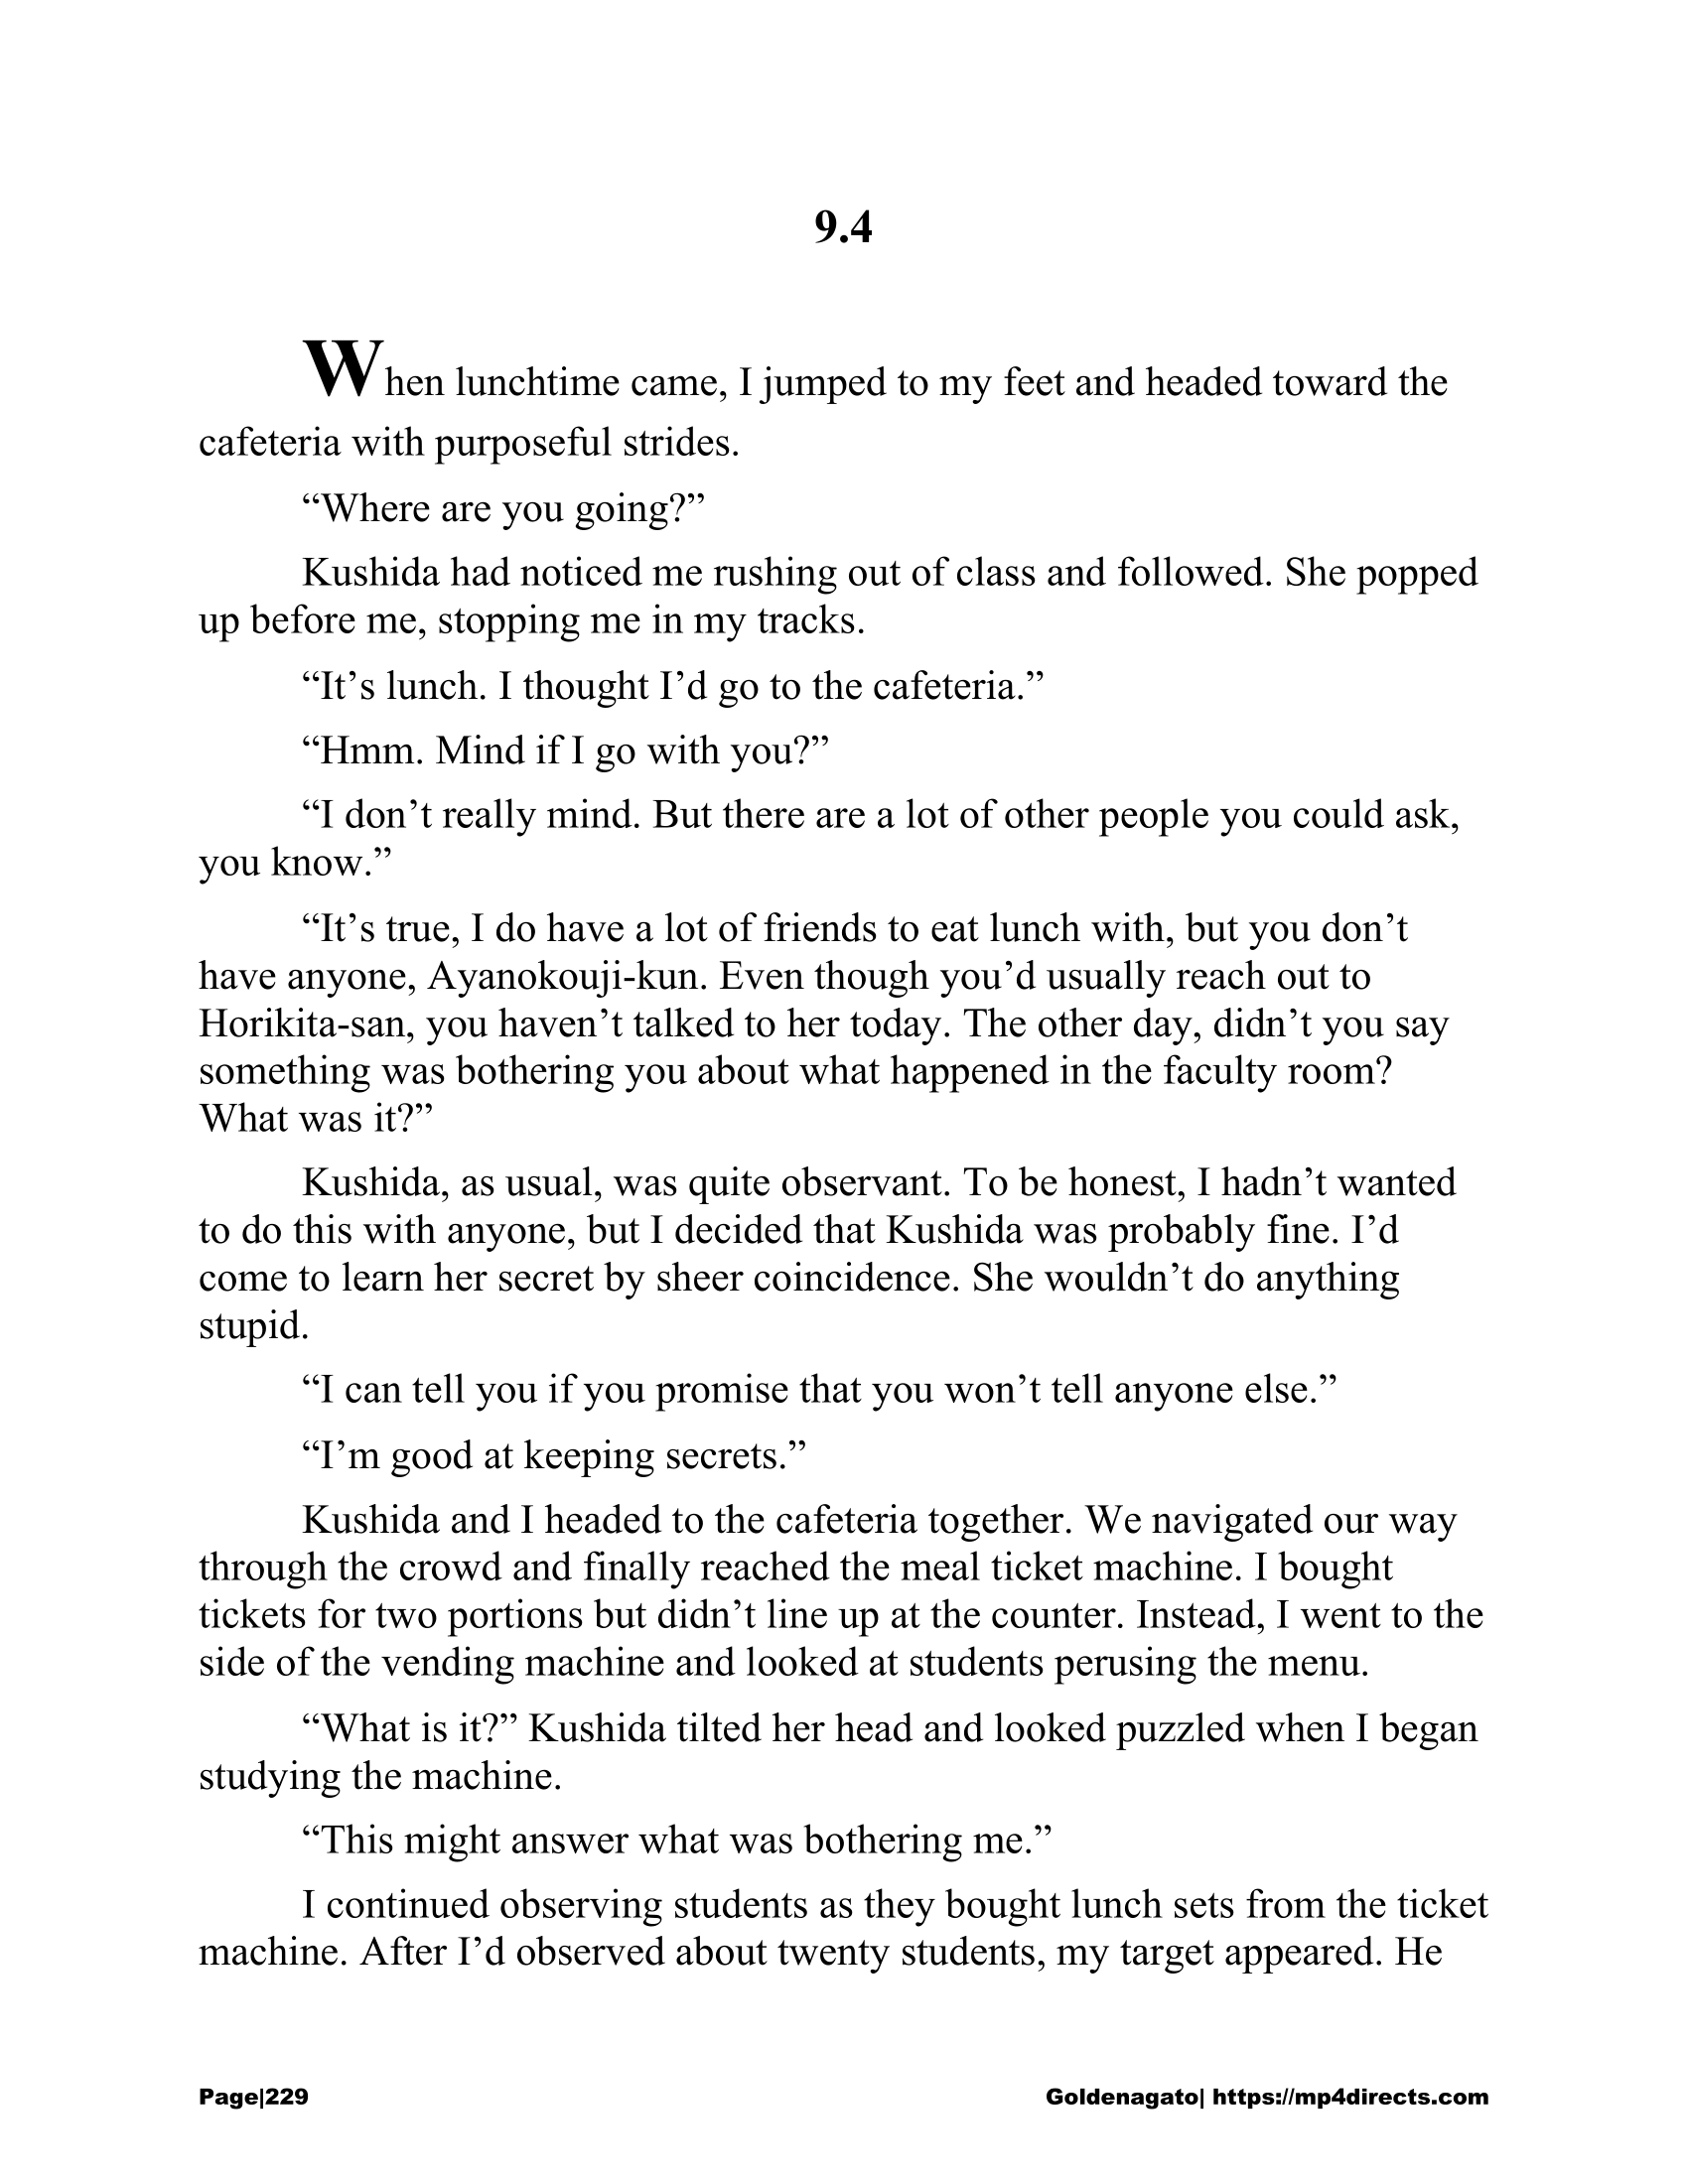 9.4
When lunchtime came, I jumped to my feet and headed toward the
cafeteria with purposeful strides.
“Where are you going?”
Kushida had noticed me rushing out of class and followed. She popped
up before me, stopping me in my tracks.
“It’s lunch. I thought I’d go to the cafeteria.”
“Hmm. Mind if I go with you?”
“I don’t really mind. But there are a lot of other people you could ask,
you know.”
“It’s true, I do have a lot of friends to eat lunch with, but you don’t
have anyone, Ayanokouji-kun. Even though you’d usually reach out to
Horikita-san, you haven’t talked to her today. The other day, didn’t you say
something was bothering you about what happened in the faculty room?
What was it?”
Kushida, as usual, was quite observant. To be honest, I hadn’t wanted
to do this with anyone, but I decided that Kushida was probably fine. I’d
come to learn her secret by sheer coincidence. She wouldn’t do anything
stupid.
“I can tell you if you promise that you won’t tell anyone else.”
“I’m good at keeping secrets.”
Kushida and I headed to the cafeteria together. We navigated our way
through the crowd and finally reached the meal ticket machine. I bought
tickets for two portions but didn’t line up at the counter. Instead, I went to the
side of the vending machine and looked at students perusing the menu.
“What is it?” Kushida tilted her head and looked puzzled when I began
studying the machine.
“This might answer what was bothering me.”
I continued observing students as they bought lunch sets from the ticket
machine. After I’d observed about twenty students, my target appeared. He
Page|229
Goldenagato| https://mp4directs.com